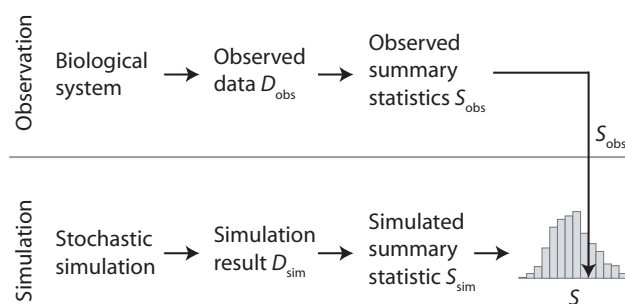 Observation
Biological
system
Observed
data D_obs
Observed
summary
statistics S_obs
S_obs
Simulation
Stochastic
simulation
Simulation
result D_sim
Simulated
summary
statistic S_sim
S